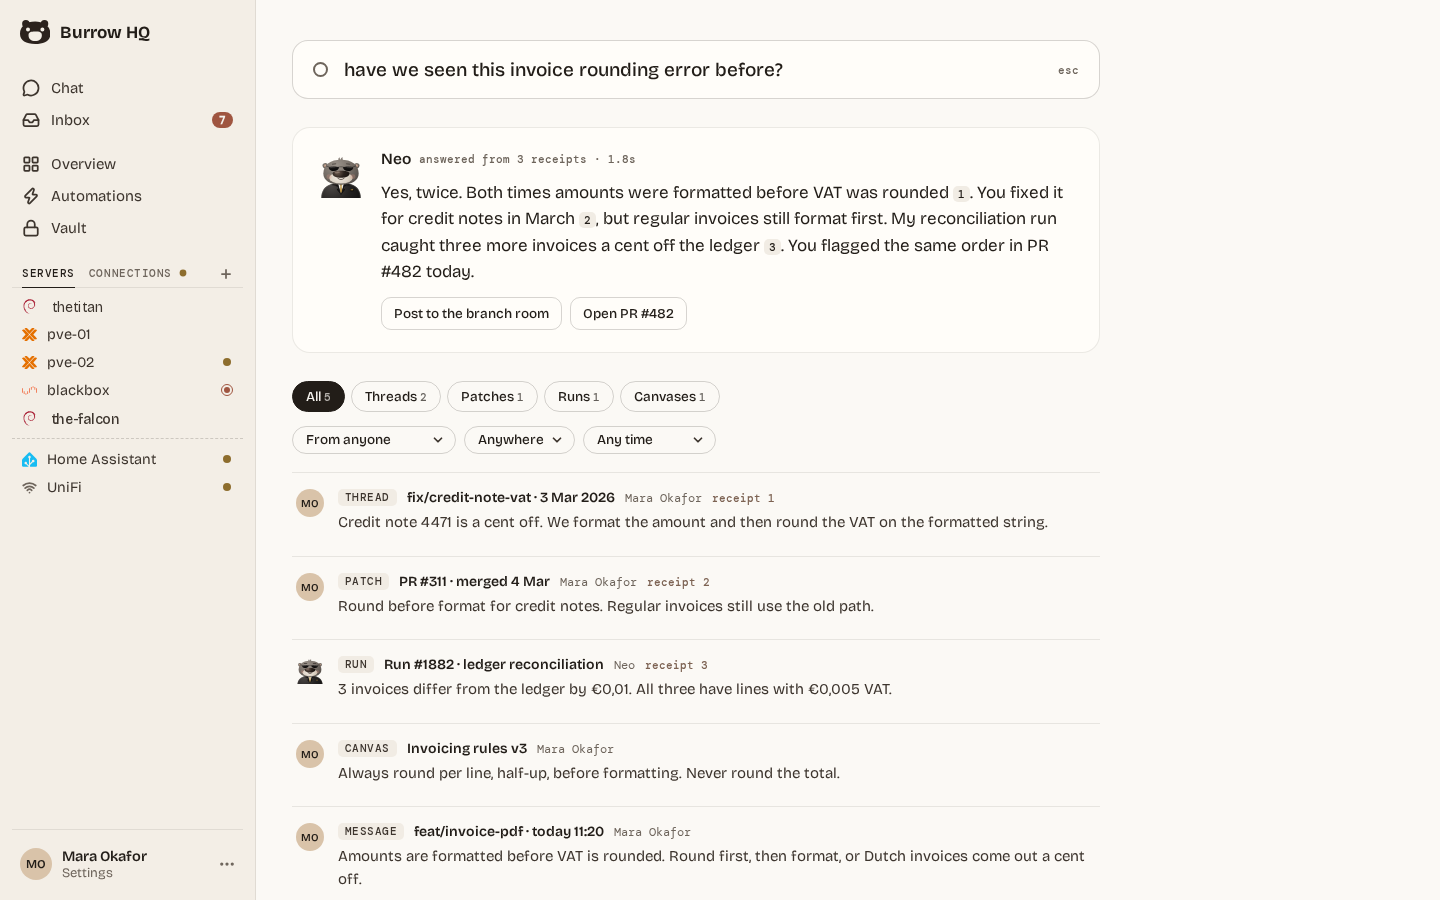 Burrow HQ
Chat
Inbox 7
Overview
Automations
Vault
SERVERS CONNECTIONS +
thetitan
pve-01
pve-02
blackbox
the-falcon
Home Assistant
UniFi
MO Mara Okafor
Settings
have we seen this invoice rounding error before? esc
Neo answered from 3 receipts · 1.8s
Yes, twice. Both times amounts were formatted before VAT was rounded 1. You fixed it
for credit notes in March 2, but regular invoices still format first. My reconciliation run
caught three more invoices a cent off the ledger 3. You flagged the same order in PR
#482 today.
Post to the branch room Open PR #482
All 5 Threads 2 Patches 1 Runs 1 Canvases 1
From anyone Anywhere Any time
MO THREAD fix/credit-note-vat · 3 Mar 2026 Mara Okafor receipt 1
Credit note 4471 is a cent off. We format the amount and then round the VAT on the formatted string.
MO PATCH PR #311 · merged 4 Mar Mara Okafor receipt 2
Round before format for credit notes. Regular invoices still use the old path.
RUN Run #1882 · ledger reconciliation Neo receipt 3
3 invoices differ from the ledger by €0,01. All three have lines with €0,005 VAT.
MO CANVAS Invoicing rules v3 Mara Okafor
Always round per line, half-up, before formatting. Never round the total.
MO MESSAGE feat/invoice-pdf · today 11:20 Mara Okafor
Amounts are formatted before VAT is rounded. Round first, then format, or Dutch invoices come out a cent
off.